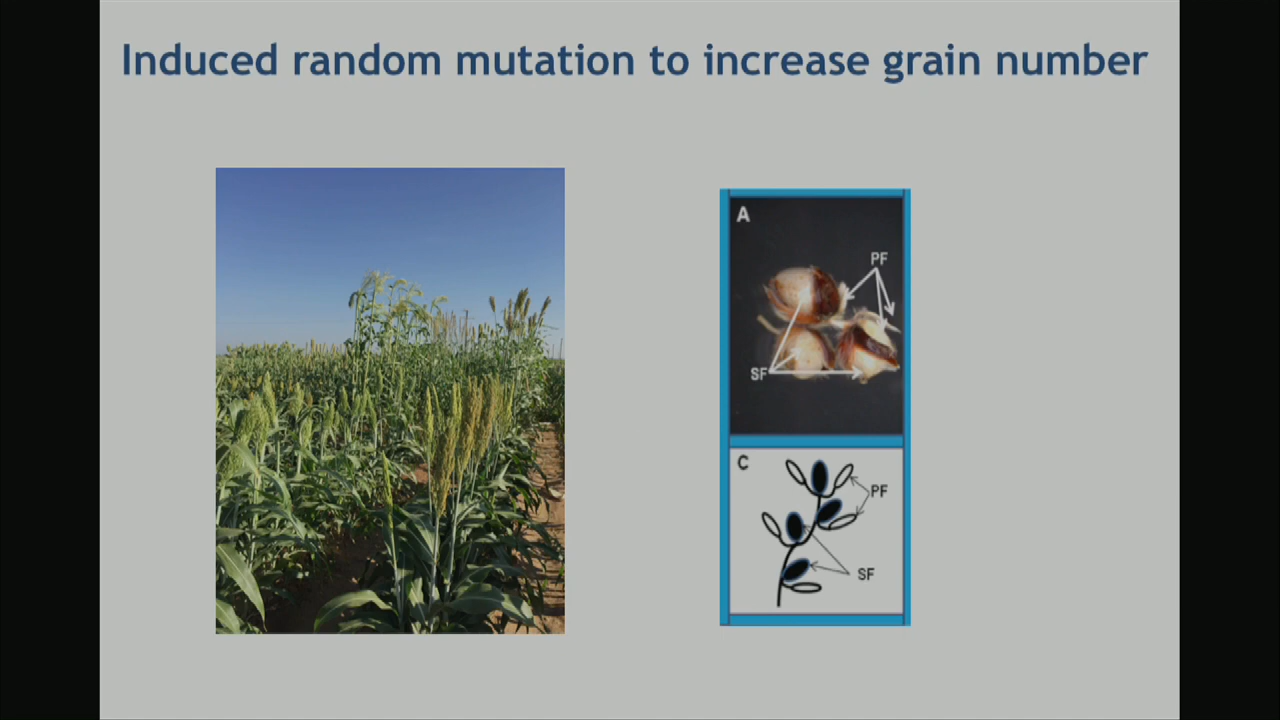 Induced random mutation to increase grain number
A
PF
SF
C
PF
SF